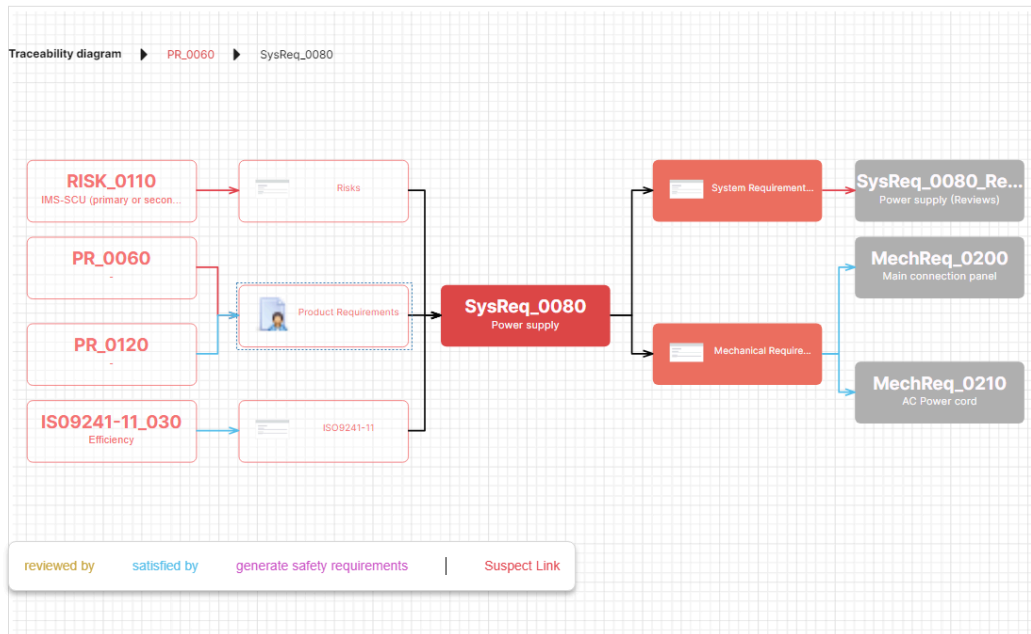 Traceability diagram
PR_0060
SysReq_0080
RISK_0110
IMS-SCU (primary or secon...
Risks
PR_0060
-
Product Requirements
PR_0120
-
IS09241-11_030
Efficiency
ISO9241-11
SysReq_0080
Power supply
System Requirement...
SysReq_0080_Re...
Power supply (Reviews)
MechReq_0200
Main connection panel
Mechanical Require...
MechReq_0210
AC Power cord
reviewed by
satisfied by
generate safety requirements
Suspect Link